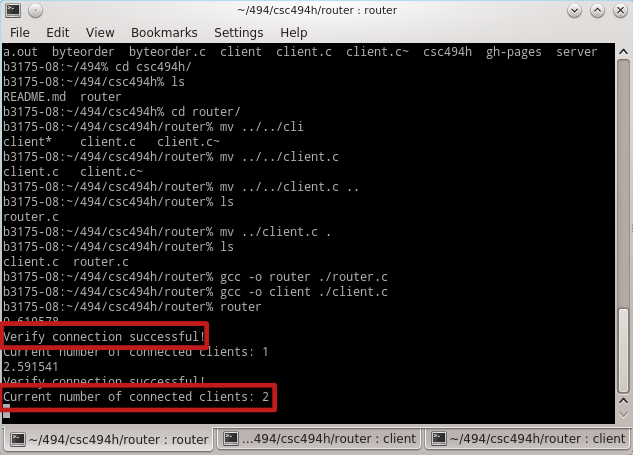 ~/494/csc494h/router : router
File Edit View Bookmarks Settings Help
a.out byteorder byteorder.c client client.c client.c~ csc494h gh-pages server
b3175-08:~/494% cd csc494h/
b3175-08:~/494/csc494h% ls
README.md router
b3175-08:~/494/csc494h% cd router/
b3175-08:~/494/csc494h/router% mv ../../cli
client* client.c client.c~
b3175-08:~/494/csc494h/router% mv ../../client.c
client.c client.c~
b3175-08:~/494/csc494h/router% mv ../../client.c ..
b3175-08:~/494/csc494h/router% ls
router.c
b3175-08:~/494/csc494h/router% mv ../client.c .
b3175-08:~/494/csc494h/router% ls
client.c router.c
b3175-08:~/494/csc494h/router% gcc -o router ./router.c
b3175-08:~/494/csc494h/router% gcc -o client ./client.c
b3175-08:~/494/csc494h/router% router
0.610578
Verify connection successful!
Current number of connected clients: 1
2.591541
Verify connection successful!
Current number of connected clients: 2
~/494/csc494h/router : router
...494/csc494h/router : client
~/494/csc494h/router : client